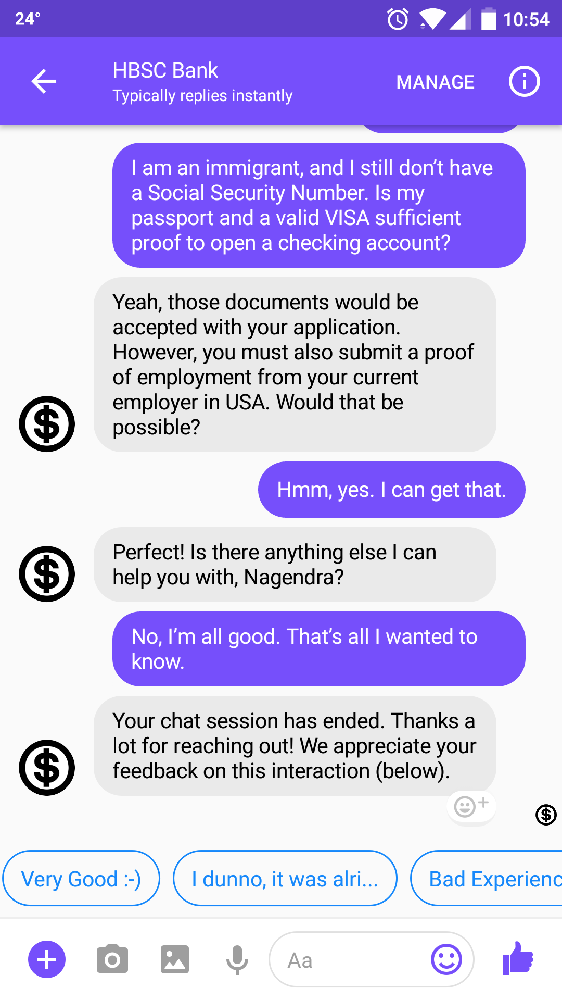 24°
10:54
HBSC Bank
Typically replies instantly
MANAGE
I am an immigrant, and I still don’t have
a Social Security Number. Is my
passport and a valid VISA sufficient
proof to open a checking account?
Yeah, those documents would be
accepted with your application.
However, you must also submit a proof
of employment from your current
employer in USA. Would that be
possible?
Hmm, yes. I can get that.
Perfect! Is there anything else I can
help you with, Nagendra?
No, I’m all good. That’s all I wanted to
know.
Your chat session has ended. Thanks a
lot for reaching out! We appreciate your
feedback on this interaction (below).
Very Good :-)
I dunno, it was alri...
Bad Experienc
Aa